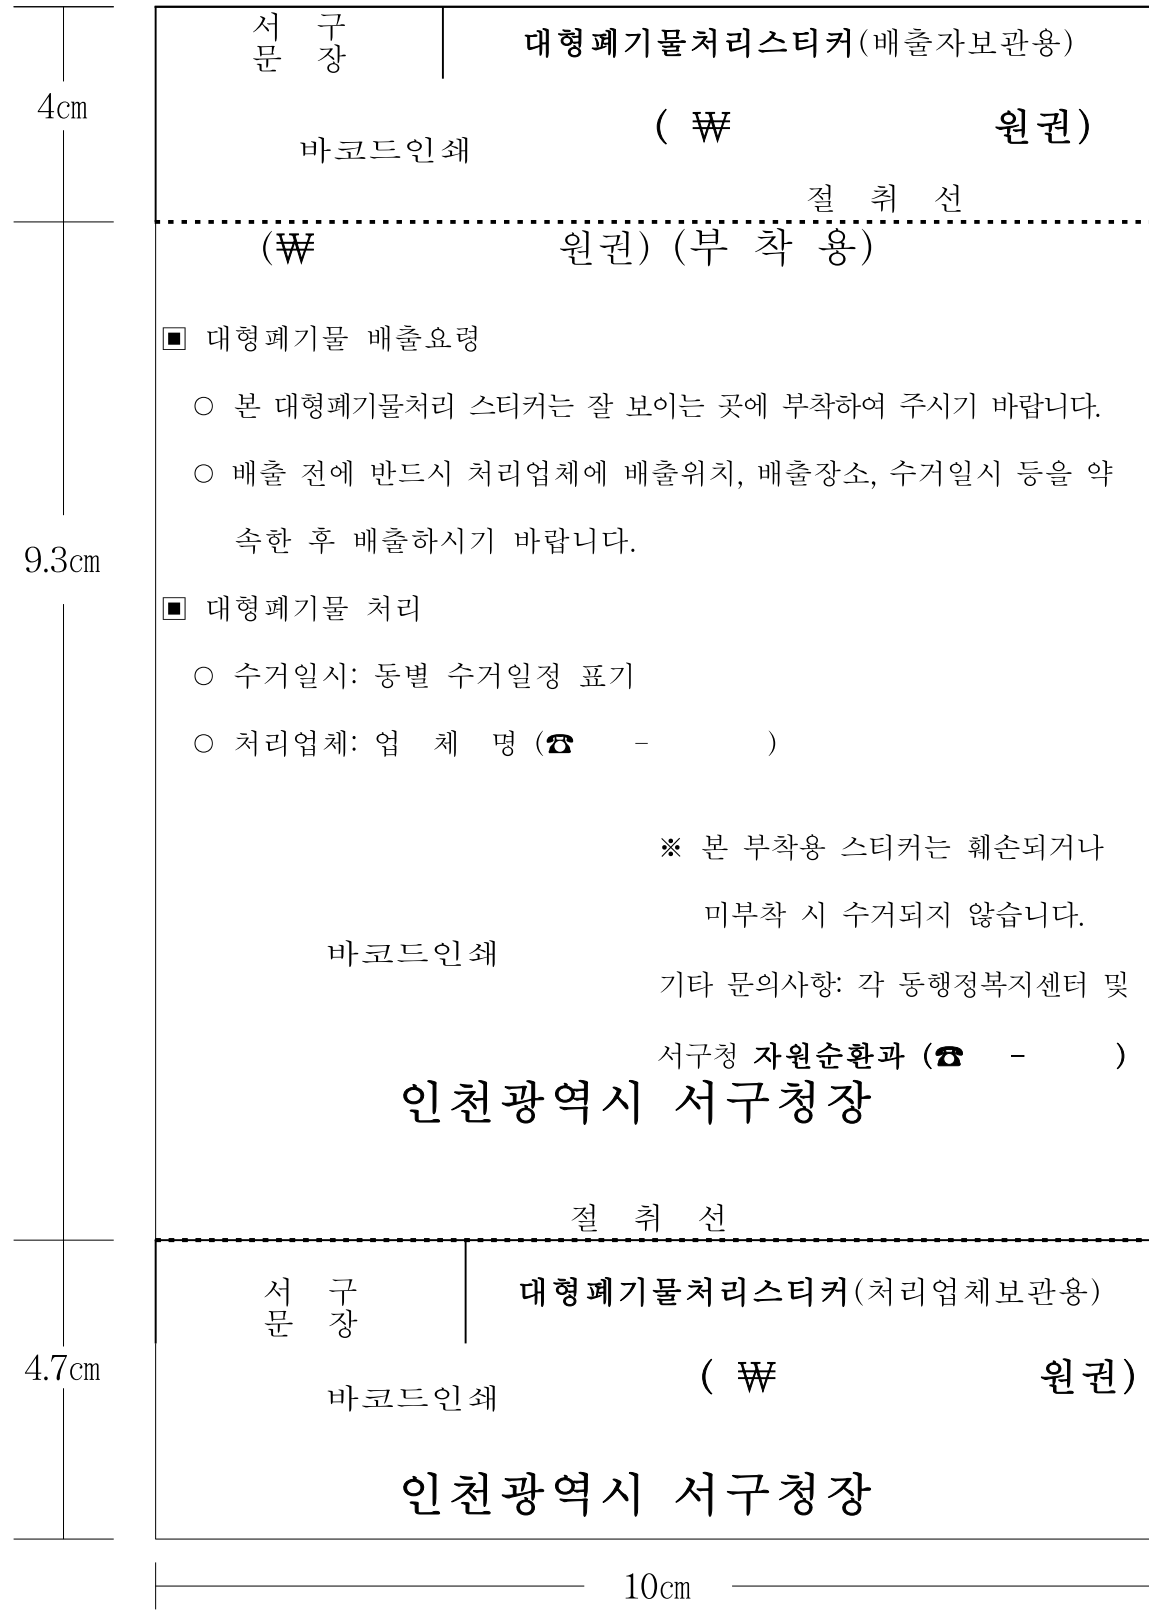 서 구
문 장
대형폐기물처리스티커(배출자보관용)
4㎝
( ₩ 원권)
바코드인쇄
절 취 선
(₩ 원권) (부 착 용)
▣ 대형폐기물 배출요령
○ 본 대형폐기물처리 스티커는 잘 보이는 곳에 부착하여 주시기 바랍니다.
○ 배출 전에 반드시 처리업체에 배출위치, 배출장소, 수거일시 등을 약
속한 후 배출하시기 바랍니다.
9.3㎝
▣ 대형폐기물 처리
○ 수거일시: 동별 수거일정 표기
○ 처리업체: 업 체 명 (☎ - )
※ 본 부착용 스티커는 훼손되거나
미부착 시 수거되지 않습니다.
바코드인쇄
기타 문의사항: 각 동행정복지센터 및
서구청 자원순환과 (☎ - )
인천광역시 서구청장
절 취 선
서 구
문 장
대형폐기물처리스티커(처리업체보관용)
4.7㎝
( ₩ 원권)
바코드인쇄
인천광역시 서구청장
10㎝